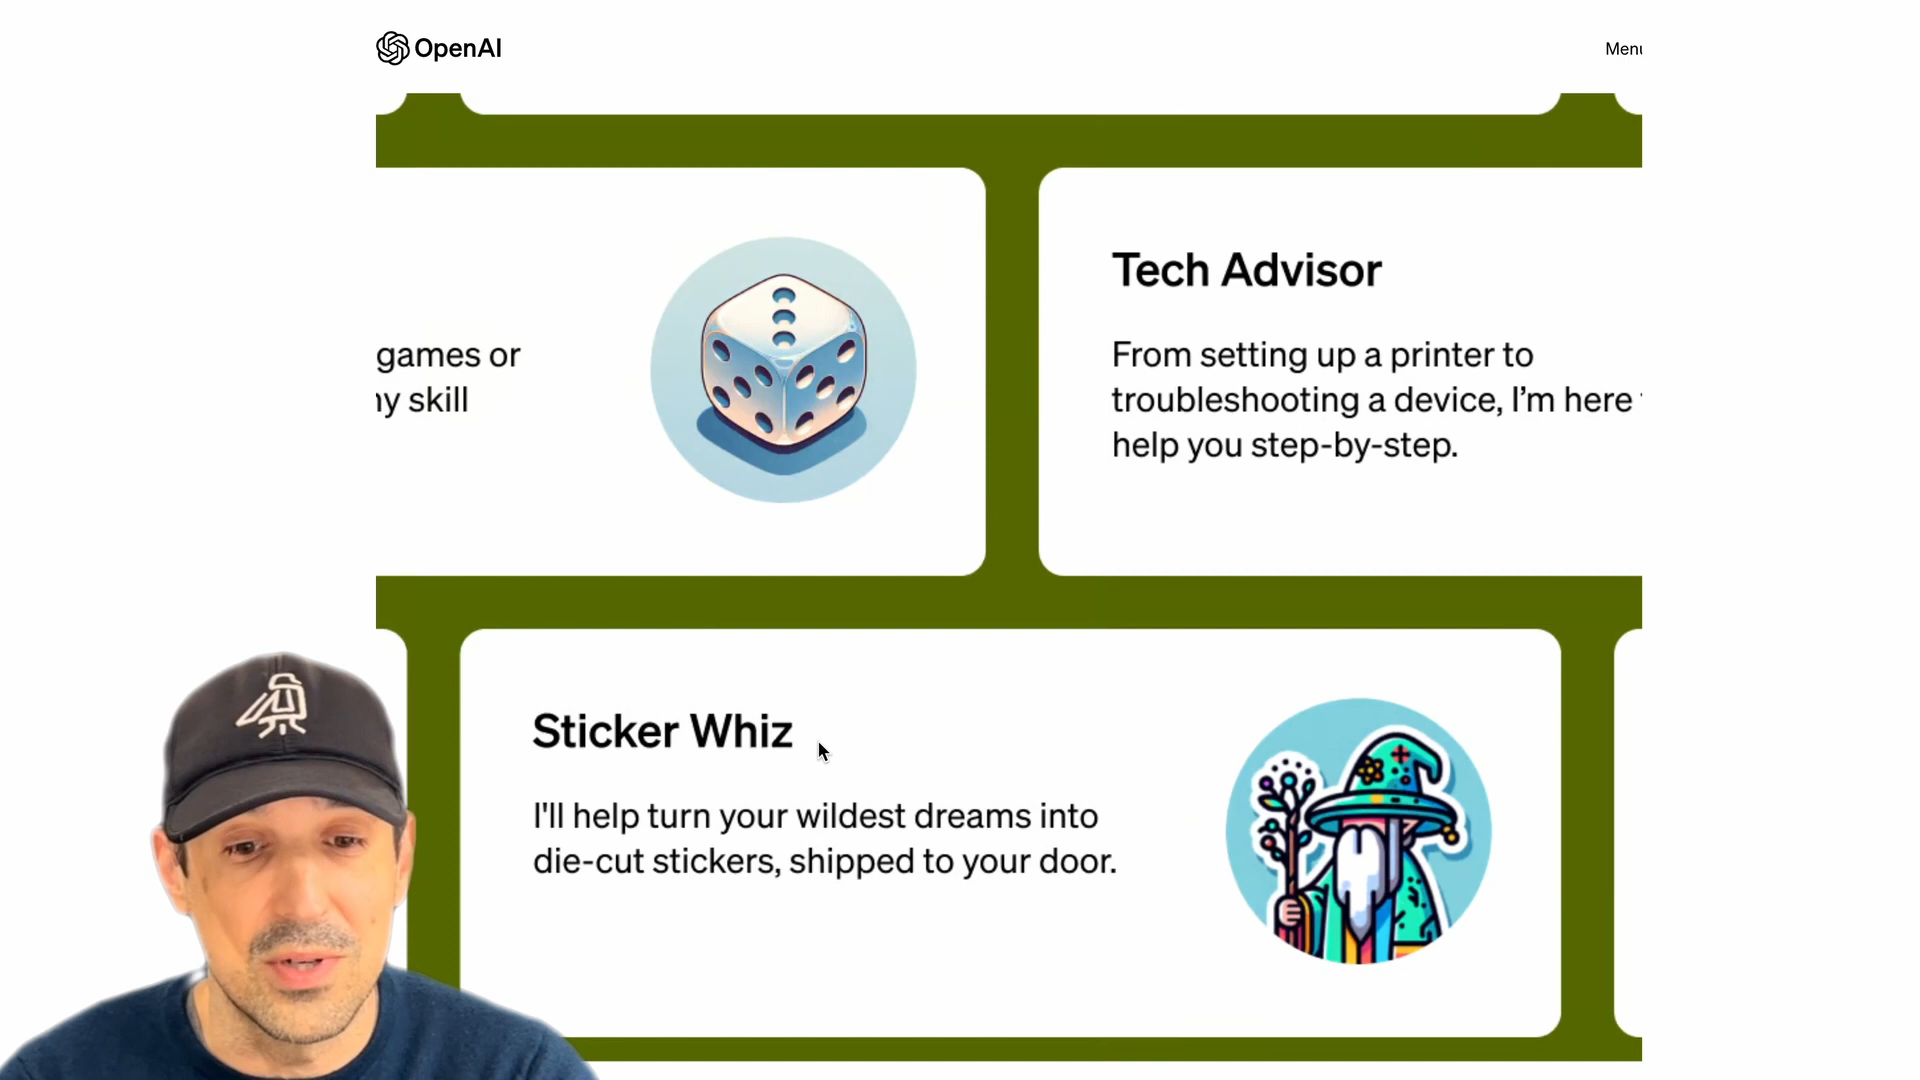 OpenAI
Menu
games or
skill
Tech Advisor
From setting up a printer to
troubleshooting a device, I’m here
help you step-by-step.
Sticker Whiz
I'll help turn your wildest dreams into
die-cut stickers, shipped to your door.